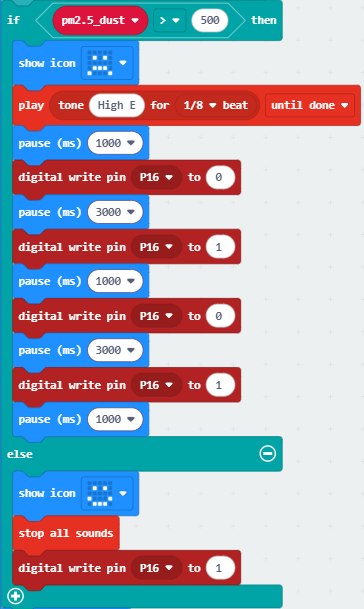 if pm2.5_dust > 500 then
show icon
play tone High E for 1/8 beat until done
pause (ms) 1000
digital write pin P16 to 0
pause (ms) 3000
digital write pin P16 to 1
pause (ms) 1000
digital write pin P16 to 0
pause (ms) 3000
digital write pin P16 to 1
pause (ms) 1000
else
show icon
stop all sounds
digital write pin P16 to 1